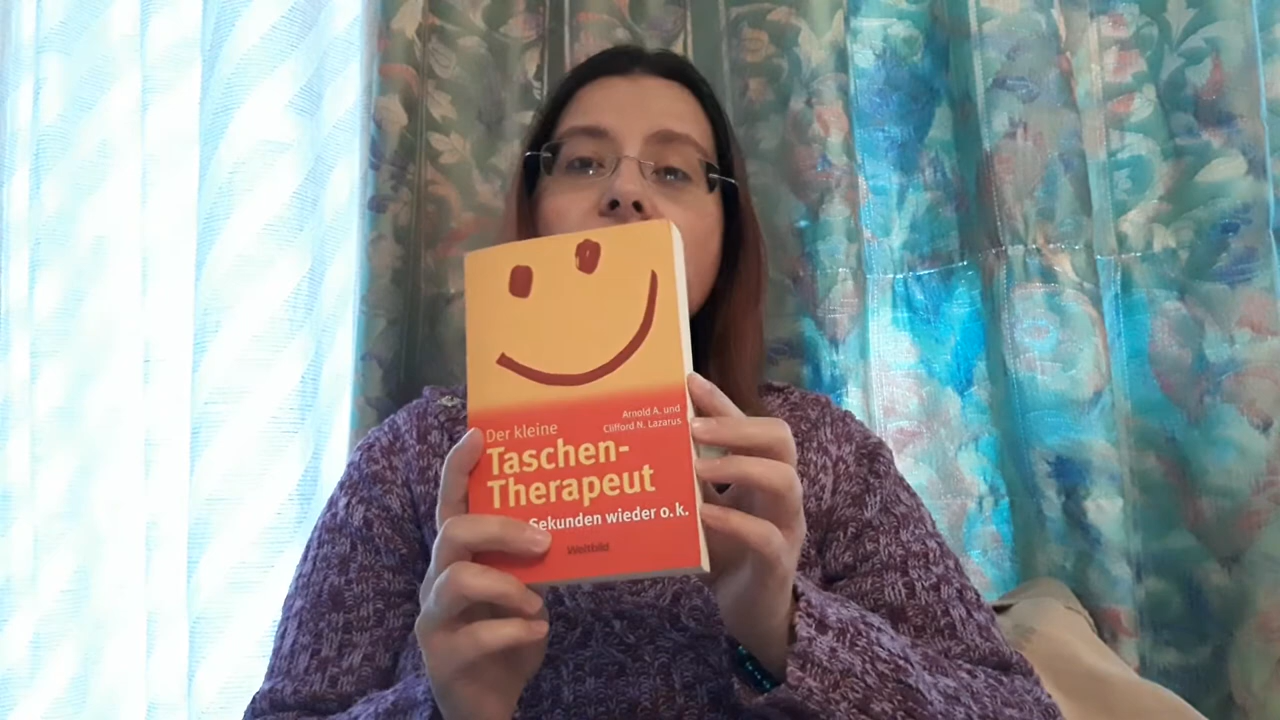 Arnold A. und
Clifford N. Lazarus
Der kleine
Taschen-
Therapeut
Sekunden wieder o.k.
Weltbild